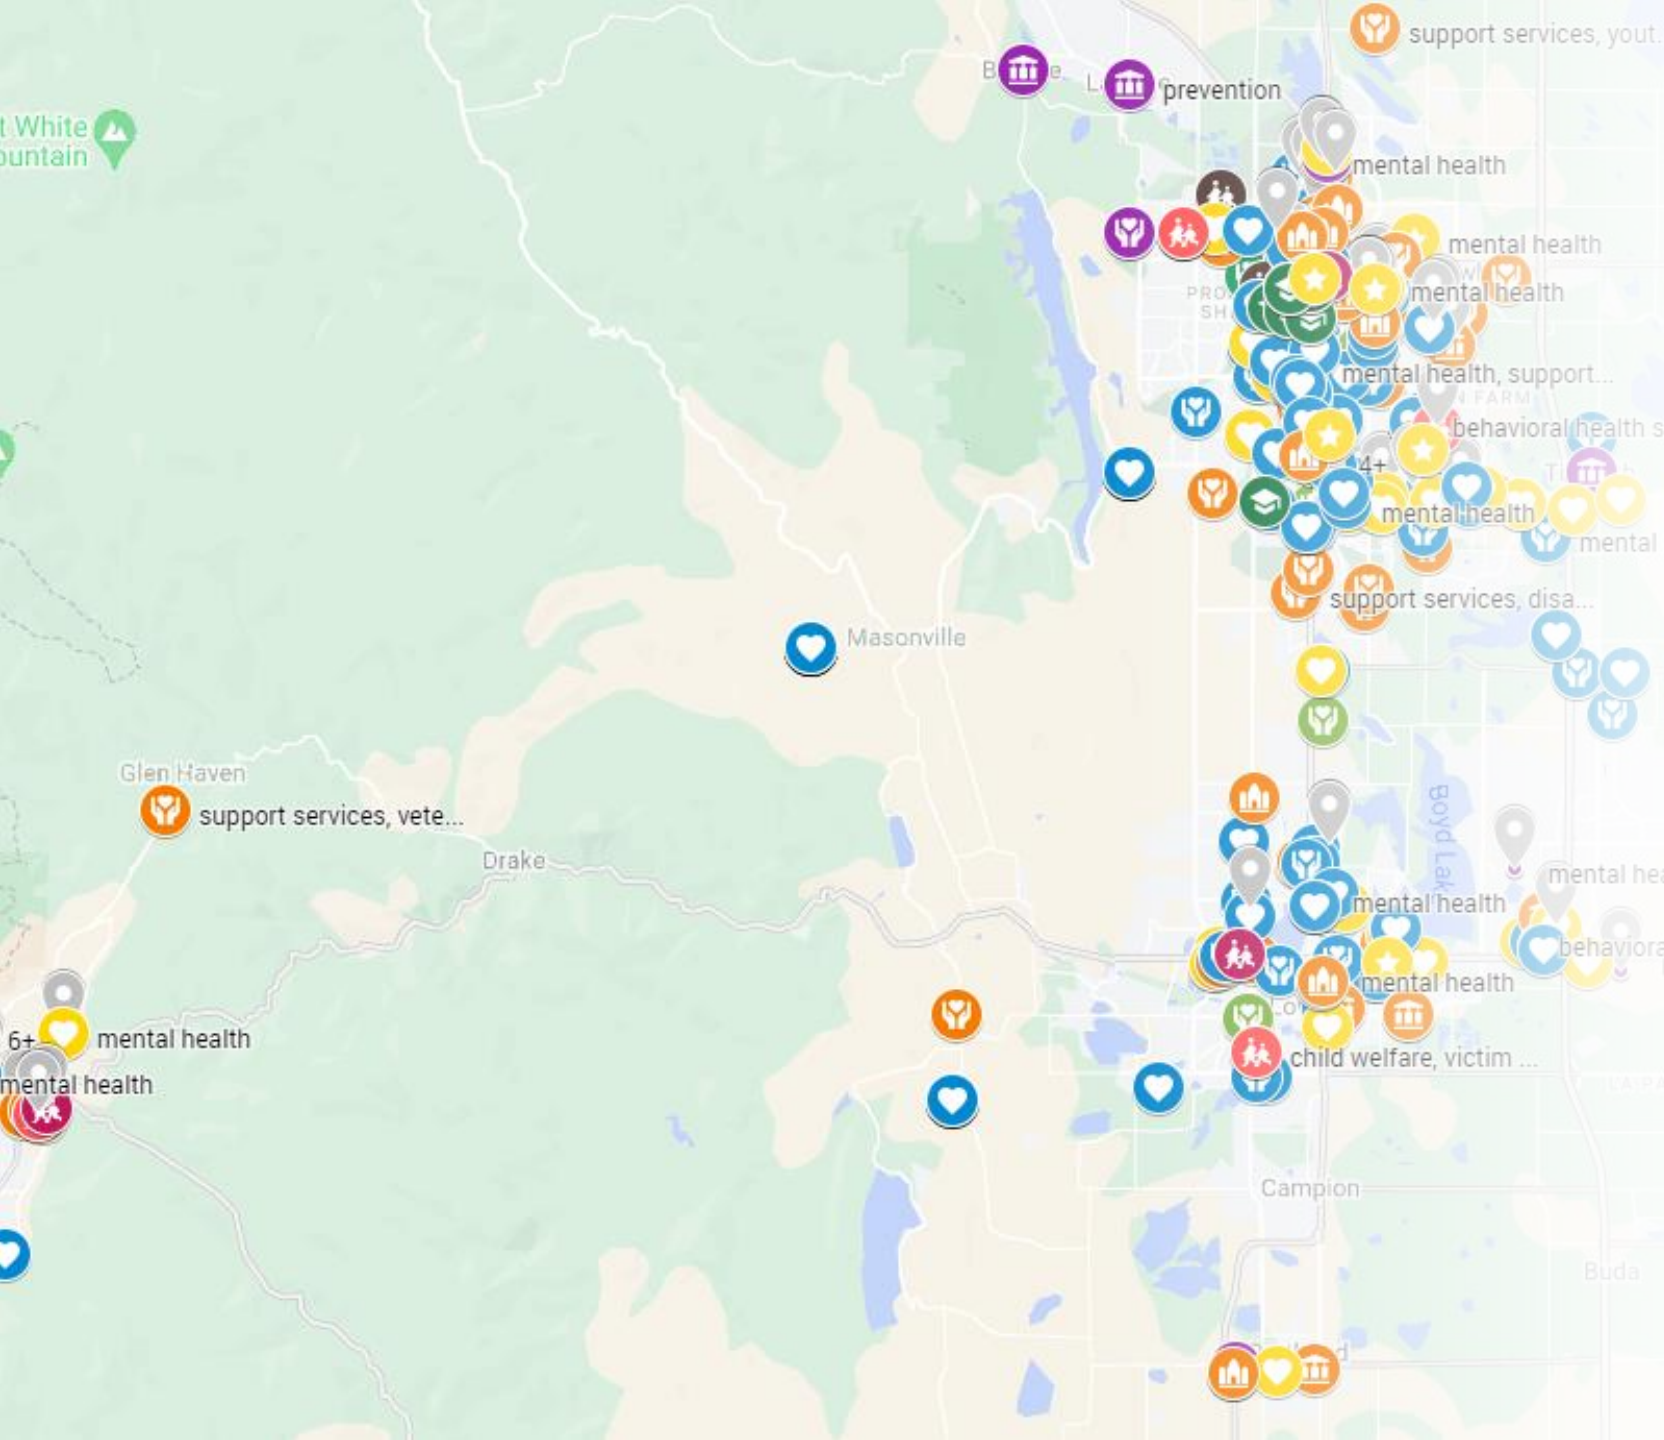 support services, yout...
prevention
t White
ountain
mental health
mental health
mental health
mental health, support...
N FARM
behavioral health s
4+
mental health
mental
support services, disa...
Masonville
Glen Haven
support services, vete...
Boyd Lak
Drake
mental hea
mental health
behaviora
mental health
6+
mental health
child welfare, victim ...
mental health
Campion
Buda